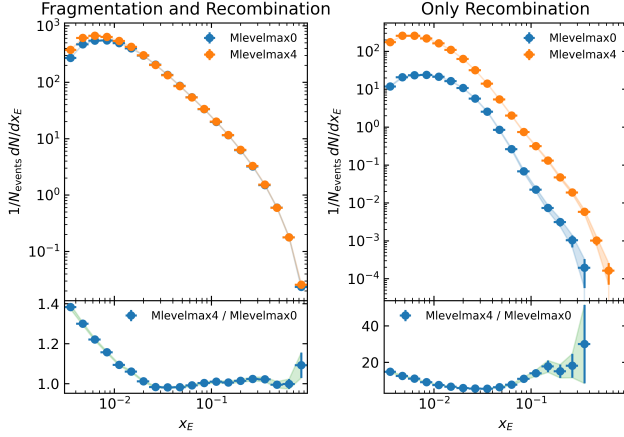 Fragmentation and Recombination
10^3
10^2
10^1
10^0
10^{-1}
1/N_events dN/dx_E
Mlevelmax0
Mlevelmax4
1.4
1.2
1.0
Mlevelmax4 / Mlevelmax0
10^{-2}
10^{-1}
x_E
Only Recombination
10^2
10^1
10^0
10^{-1}
10^{-2}
10^{-3}
10^{-4}
1/N_events dN/dx_E
Mlevelmax0
Mlevelmax4
40
20
Mlevelmax4 / Mlevelmax0
10^{-2}
10^{-1}
x_E